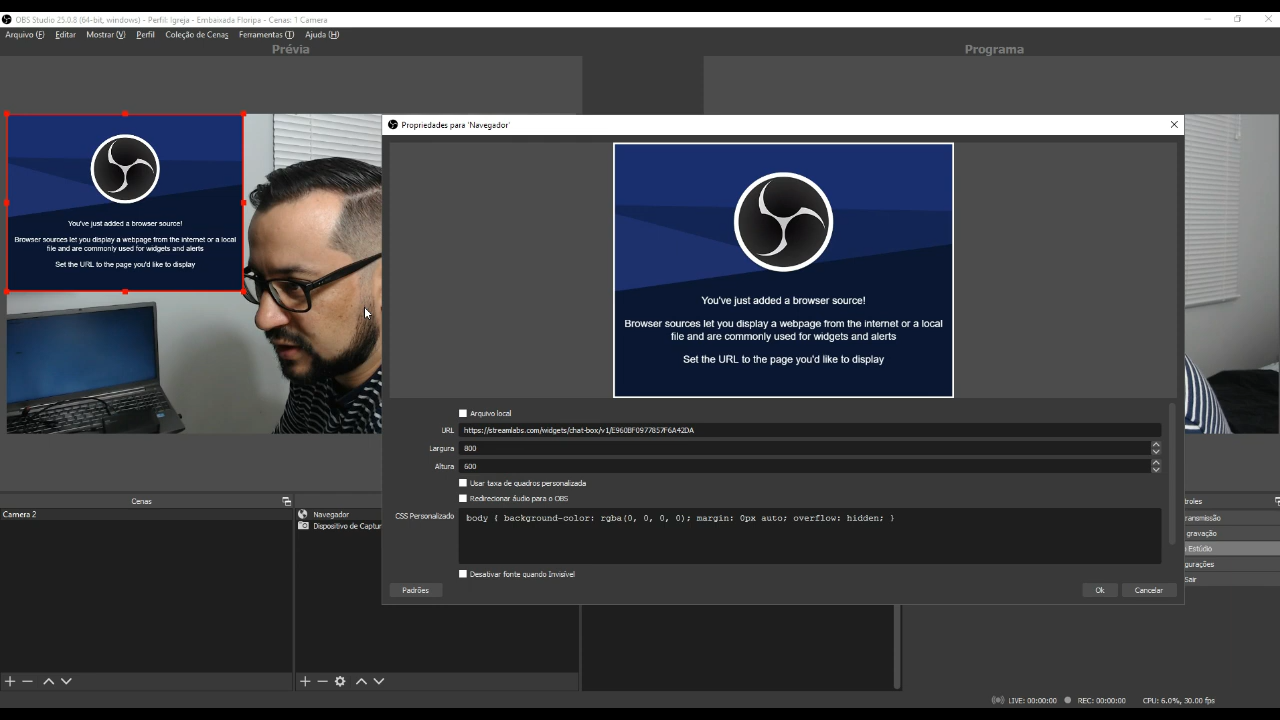 OBS Studio 25.0.8 (64-bit, windows) - Perfil: Igreja - Embaixada Floripa - Cenas: 1 Camera
Arquivo (F) Editar Mostrar (V) Perfil Coleção de Cenas Ferramentas (T) Ajuda (H)
Prévia
Programa
You've just added a browser source!
Browser sources let you display a webpage from the internet or a local
file and are commonly used for widgets and alerts
Set the URL to the page you'd like to display
Propriedades para 'Navegador'
You've just added a browser source!
Browser sources let you display a webpage from the internet or a local
file and are commonly used for widgets and alerts
Set the URL to the page you'd like to display
Arquivo local
URL https://streamlabs.com/widgets/chat-box/v1/E960BF0977857F6A42DA
Largura 800
Altura 600
Usar taxa de quadros personalizada
Redirecionar áudio para o OBS
CSS Personalizado body { background-color: rgba(0, 0, 0, 0); margin: 0px auto; overflow: hidden; }
Desativar fonte quando Invisível
Padrões Ok Cancelar
Cenas
Camera 2
Navegador
Dispositivo de Captur
roles
ransmissão
gravação
Estúdio
gurações
Sair
LIVE: 00:00:00 REC: 00:00:00 CPU: 6.0%, 30.00 fps